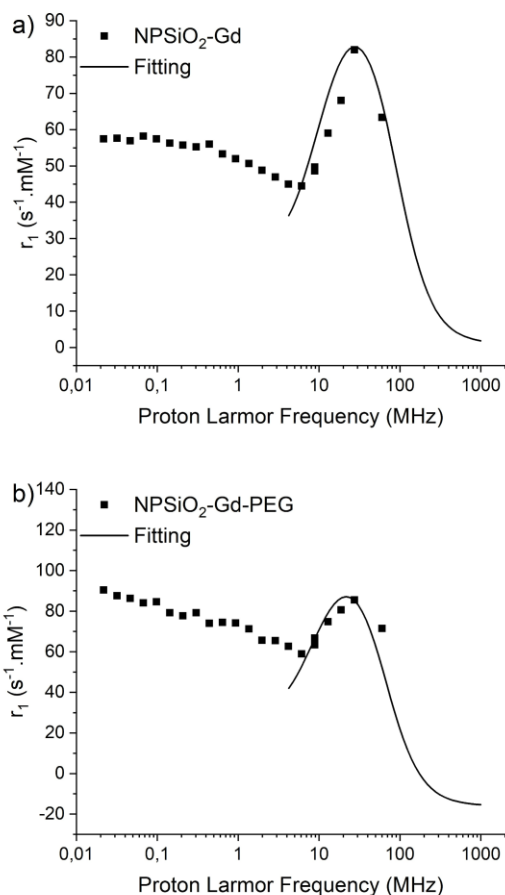 a)
NPSiO₂-Gd
Fitting
90
80
70
60
50
40
30
20
10
0
r₁ (s⁻¹.mM⁻¹)
0,01 0,1 1 10 100 1000
Proton Larmor Frequency (MHz)
b)
NPSiO₂-Gd-PEG
Fitting
140
120
100
80
60
40
20
0
-20
r₁ (s⁻¹.mM⁻¹)
0,01 0,1 1 10 100 1000
Proton Larmor Frequency (MHz)